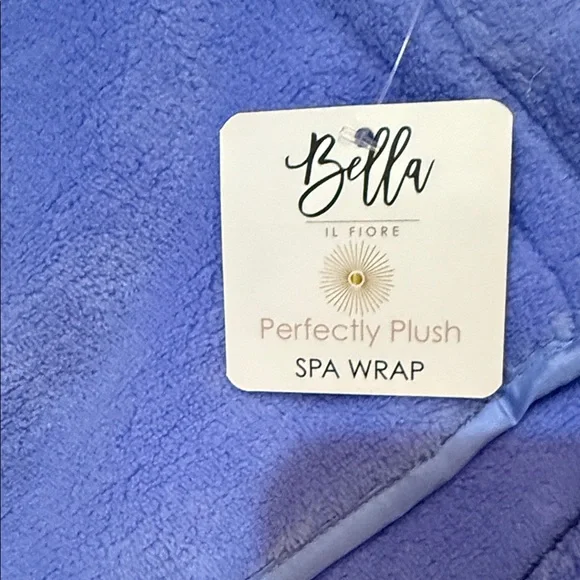 Bella
IL FIORE
Perfectly Plush
SPA WRAP